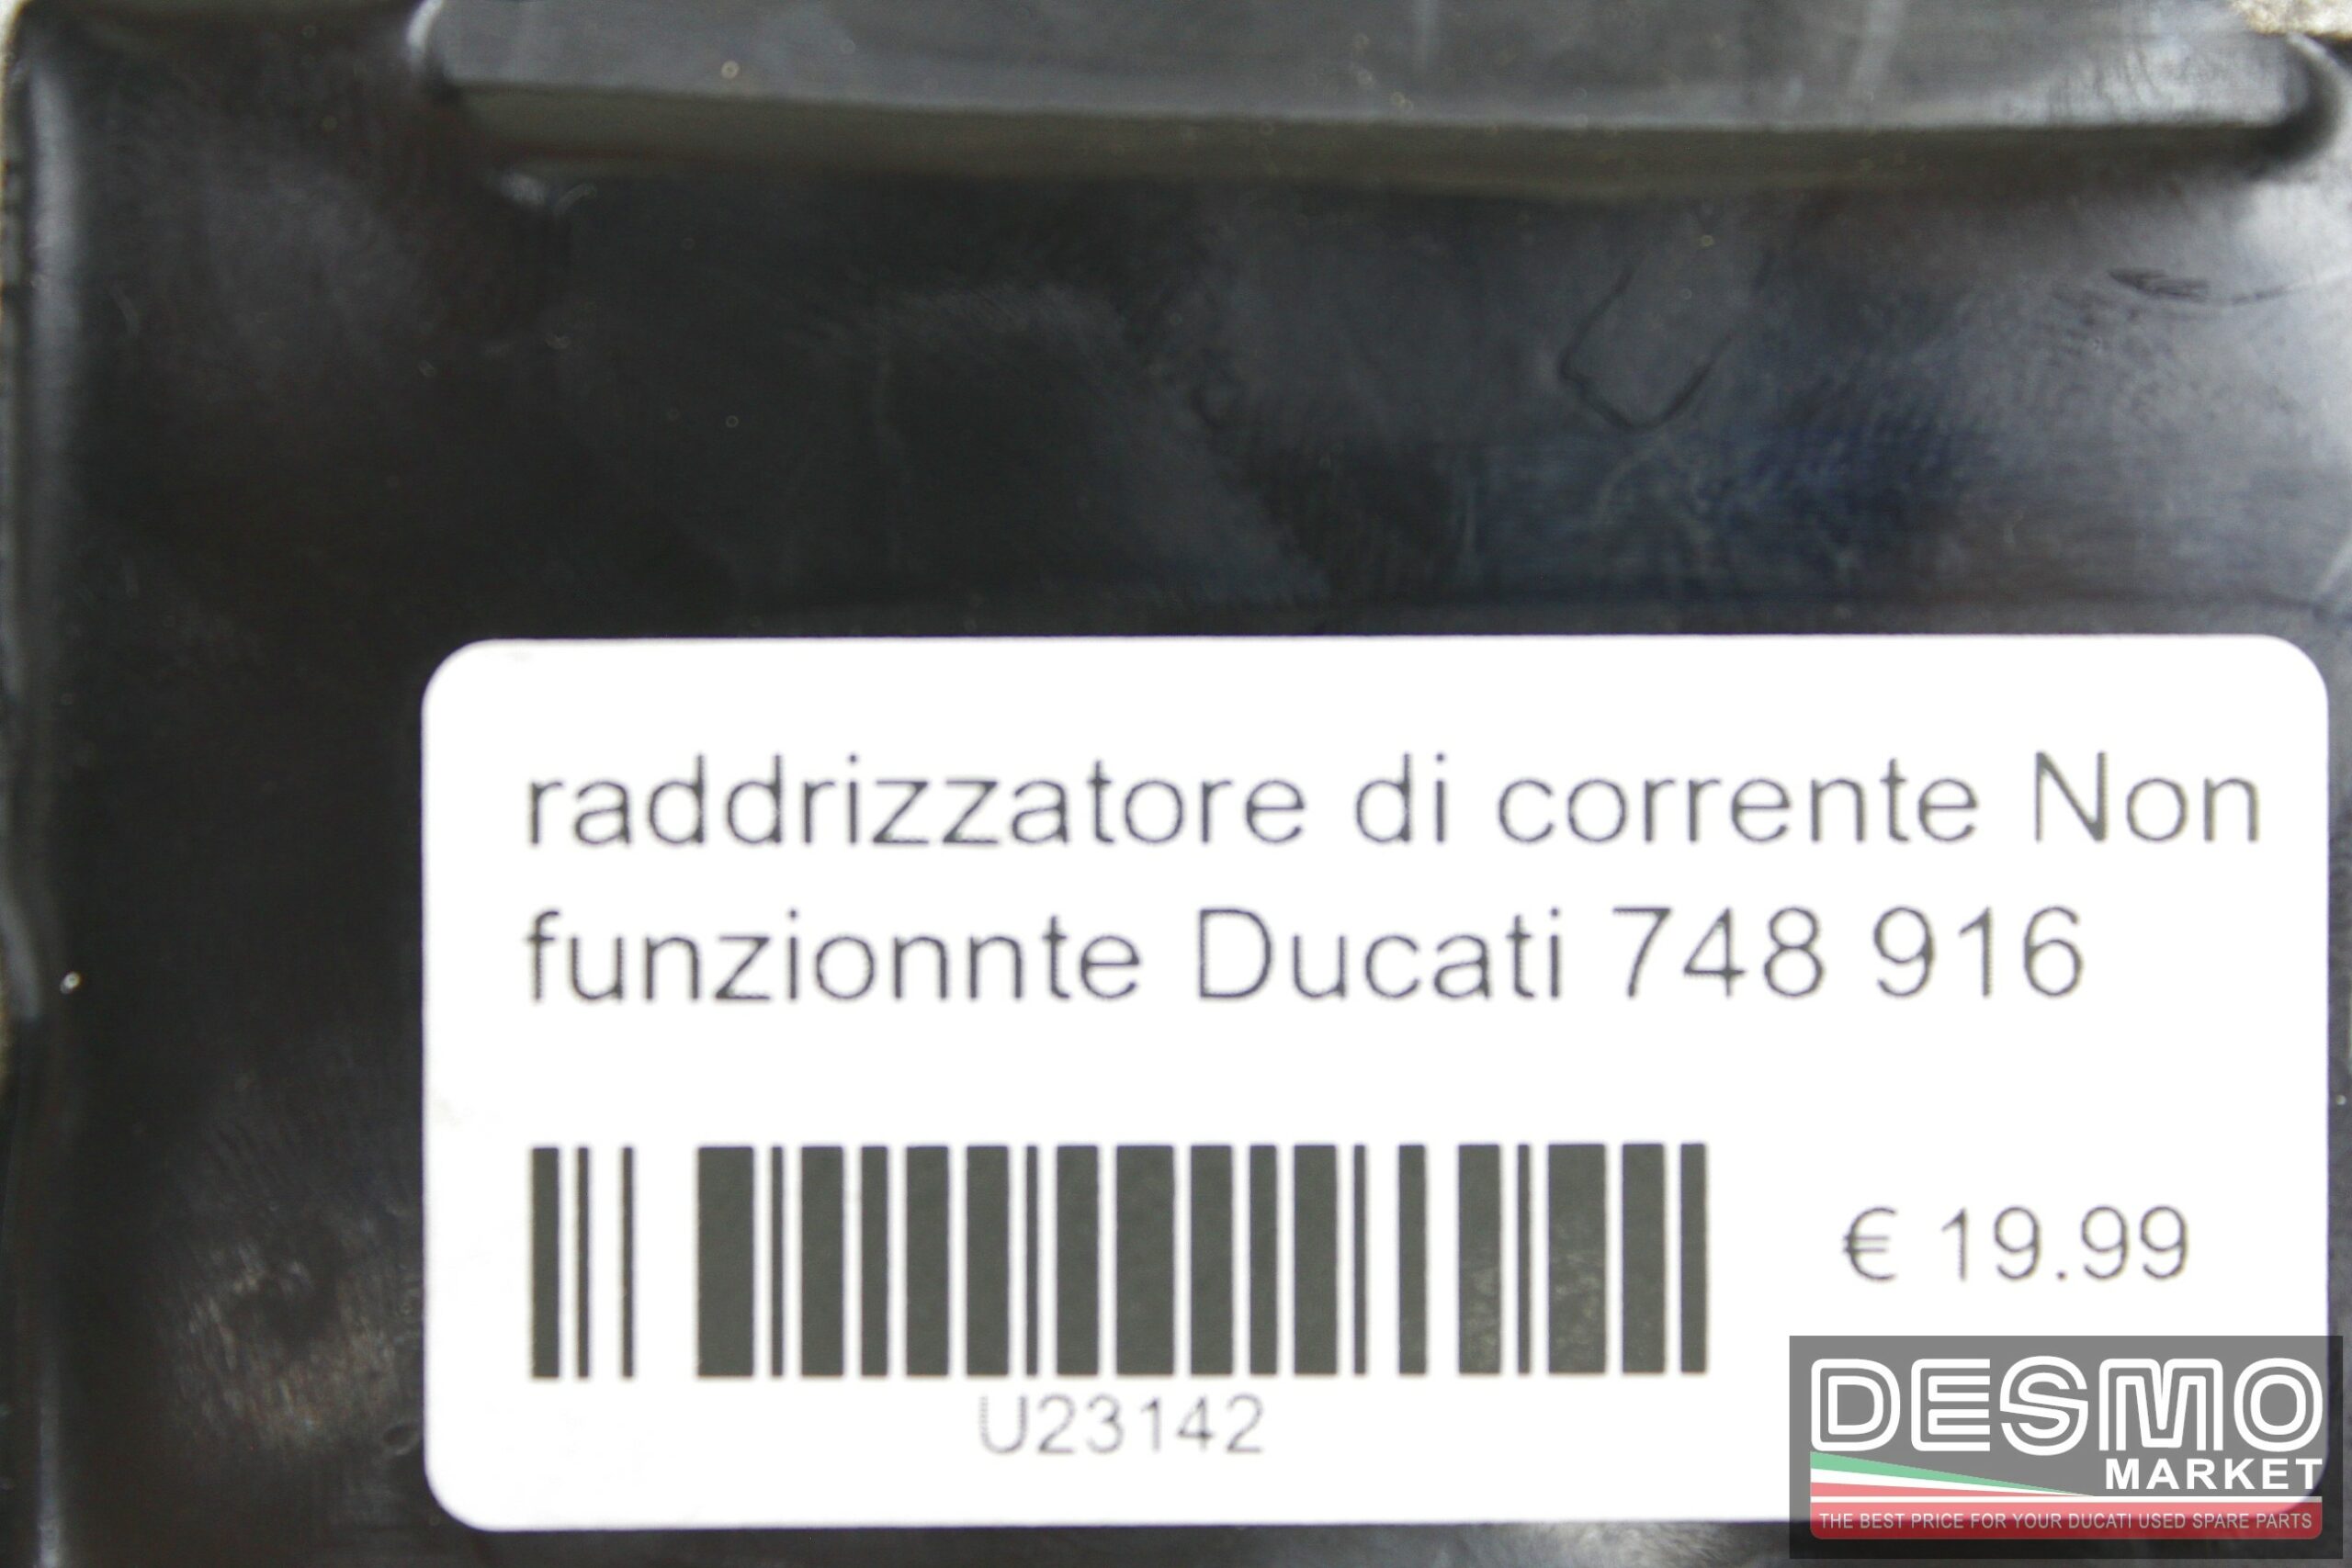 raddrizzatore di corrente Non
funzionnte Ducati 748 916
€ 19.99
U23142
DESMO
MARKET
THE BEST PRICE FOR YOUR DUCATI USED SPARE PARTS